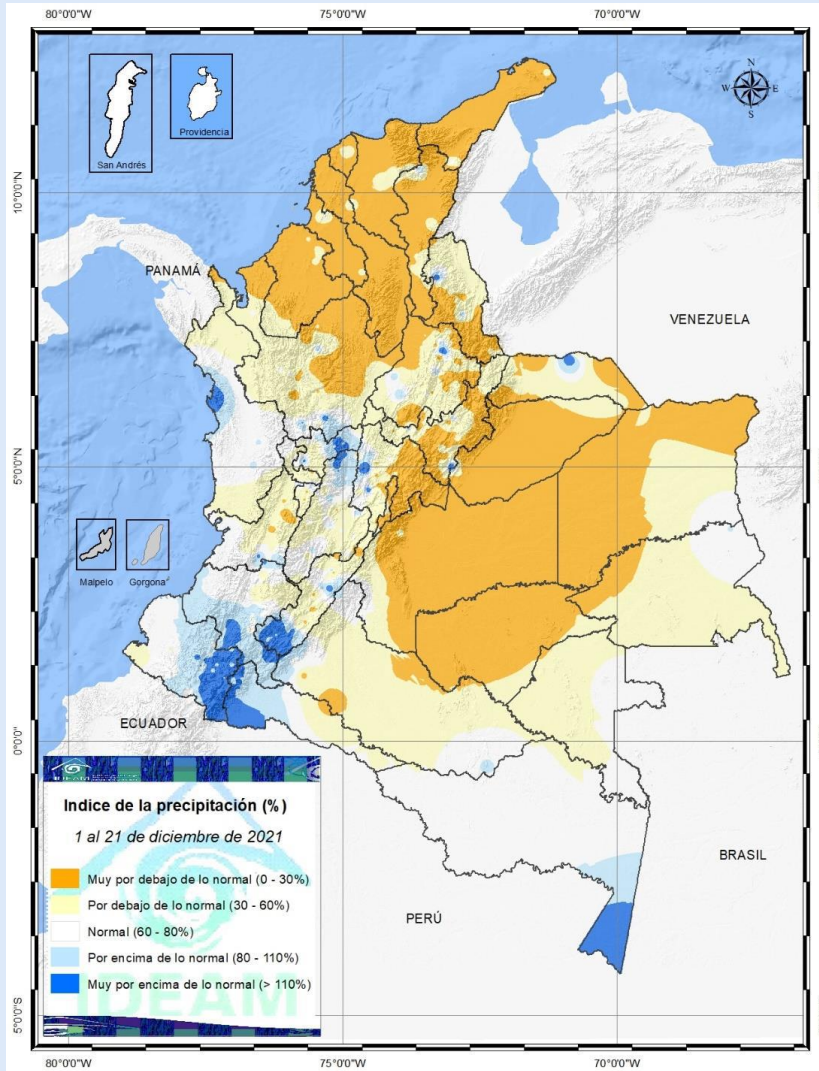 80°0'0"W 75°0'0"W 70°0'0"W
N
W E
S
San Andrés
Providencia
10°0'0"N
PANAMÁ
VENEZUELA
5°0'0"N
Malpelo Gorgona
ECUADOR
0°0'0"
IDEAM
Indice de la precipitación (%)
1 al 21 de diciembre de 2021
Muy por debajo de lo normal (0 - 30%)
Por debajo de lo normal (30 - 60%)
Normal (60 - 80%)
Por encima de lo normal (80 - 110%)
Muy por encima de lo normal (> 110%)
IDEAM
BRASIL
PERÚ
5°0'0"S
80°0'0"W 75°0'0"W 70°0'0"W